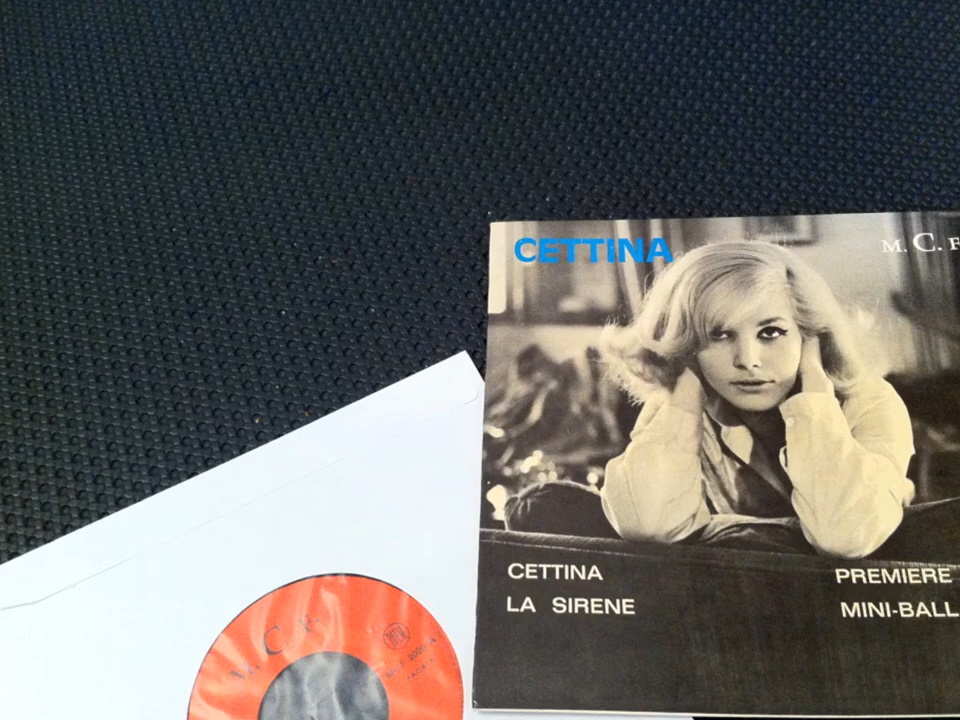 CETTINA
M. C. F
CETTINA
LA SIRENE
PREMIERE
MINI-BALL
M. C. F.